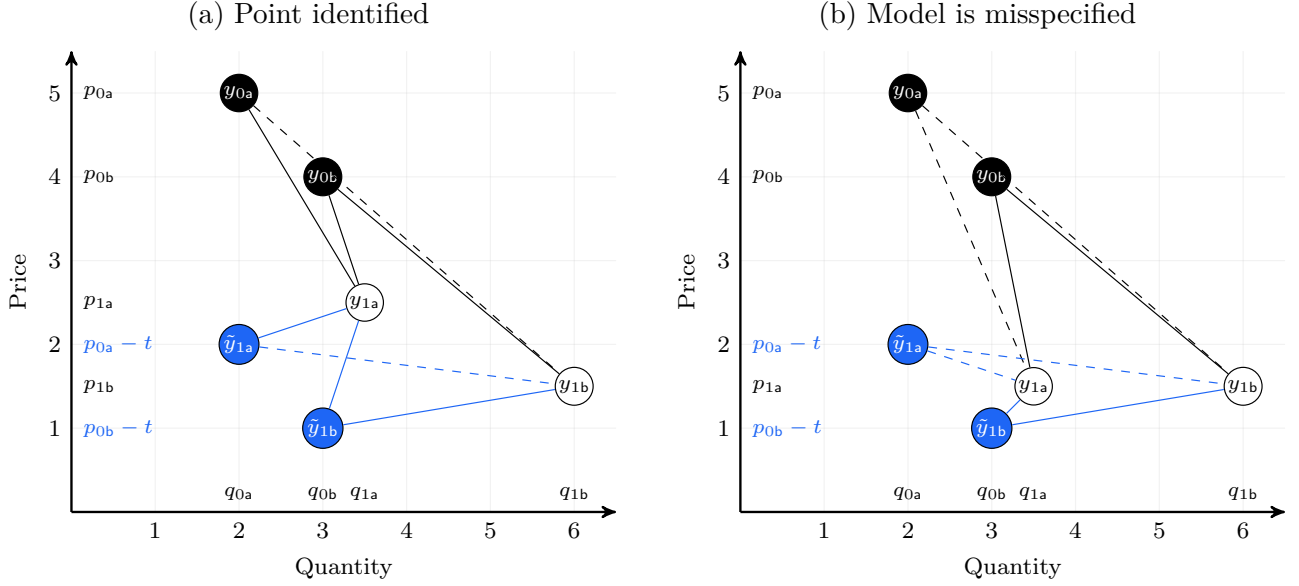 (a) Point identified
Price
5
4
3
2
1
p₀ₐ
p₀b
p₁ₐ
p₀ₐ − t
p₁b
p₀b − t
y₀ₐ
y₀b
y₁ₐ
ỹ₁ₐ
y₁b
ỹ₁b
q₀ₐ q₀b q₁ₐ q₁b
1 2 3 4 5 6
Quantity
(b) Model is misspecified
Price
5
4
3
2
1
p₀ₐ
p₀b
p₀ₐ − t
p₁ₐ
p₀b − t
y₀ₐ
y₀b
ỹ₁ₐ
y₁ₐ y₁b
ỹ₁b
q₀ₐ q₀b q₁ₐ q₁b
1 2 3 4 5 6
Quantity